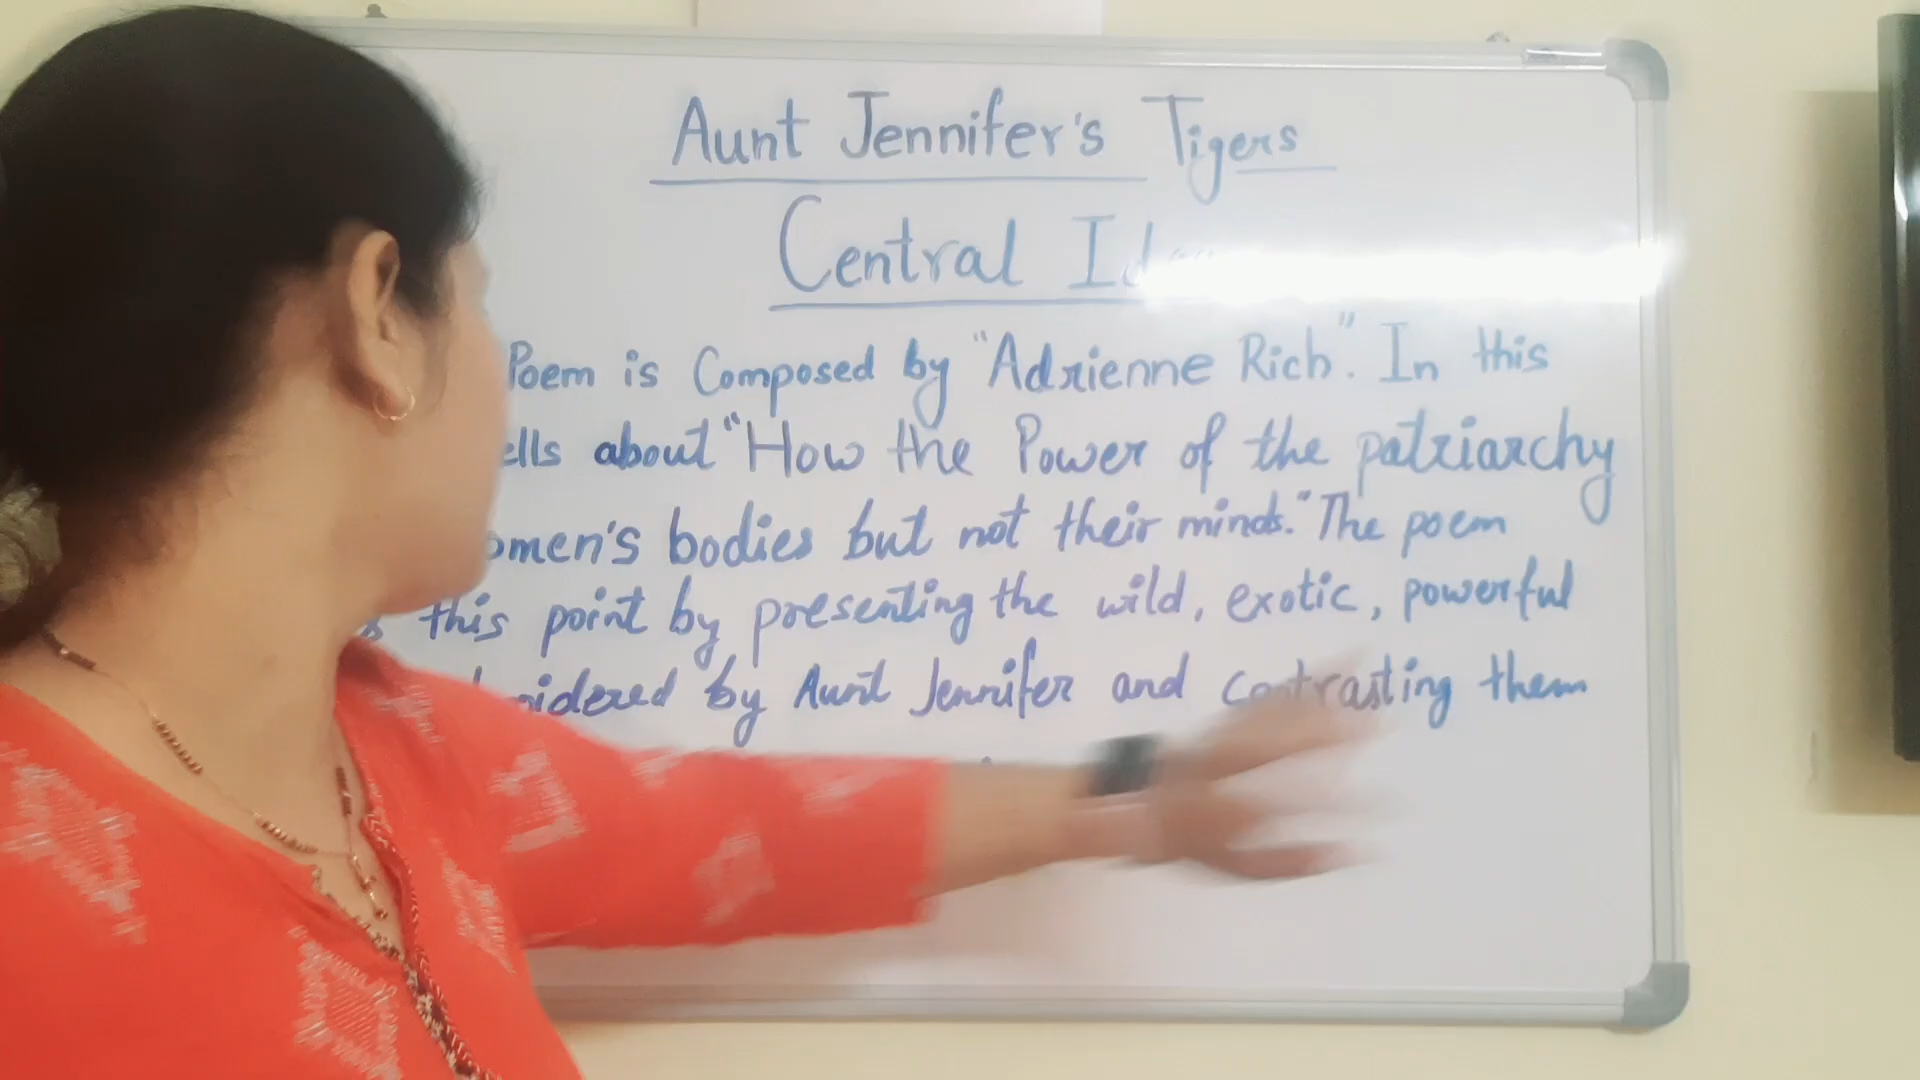 Aunt Jennifer's Tigers
Central
Poem is Composed by "Adrienne Rich". In this
about "How the Power of the patriarchy
bodies but not their minds." The poem
this point by presenting the wild, exotic, powerful
by Aunt Jennifer and contrasting them